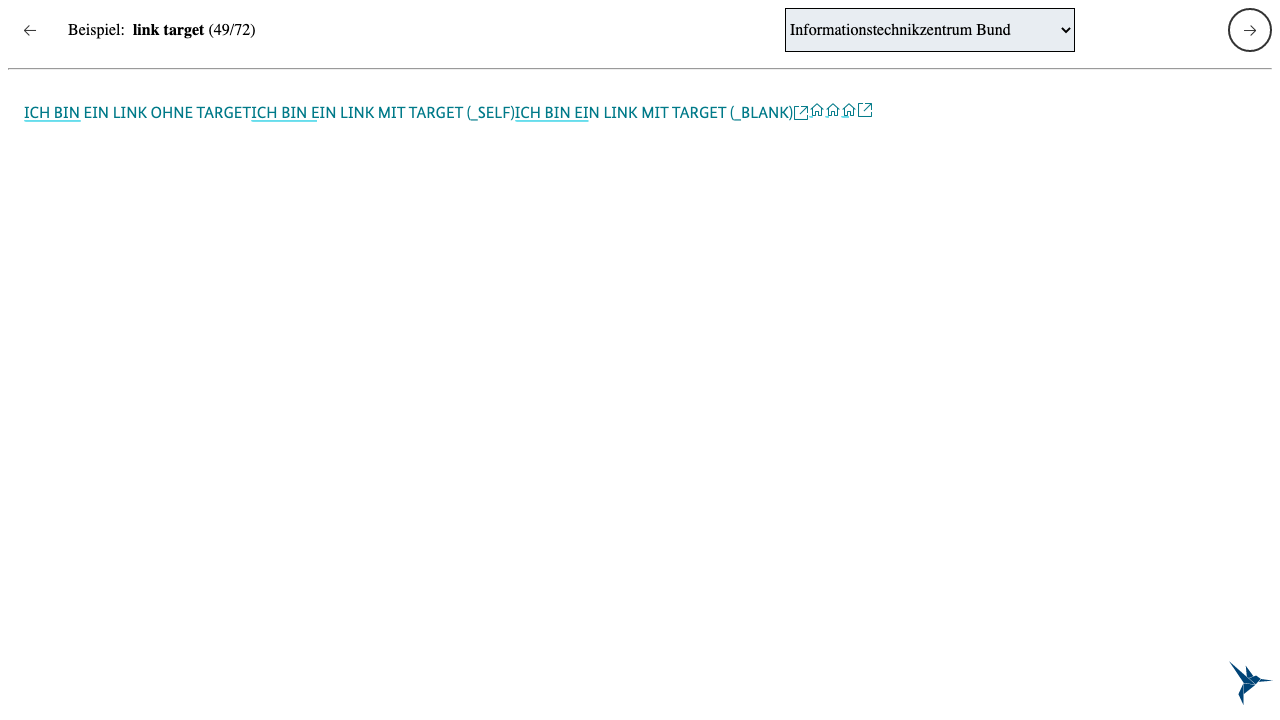 Beispiel: link target (49/72)
Informationstechnikzentrum Bund
ICH BIN EIN LINK OHNE TARGETICH BIN EIN LINK MIT TARGET (_SELF)ICH BIN EIN LINK MIT TARGET (_BLANK)